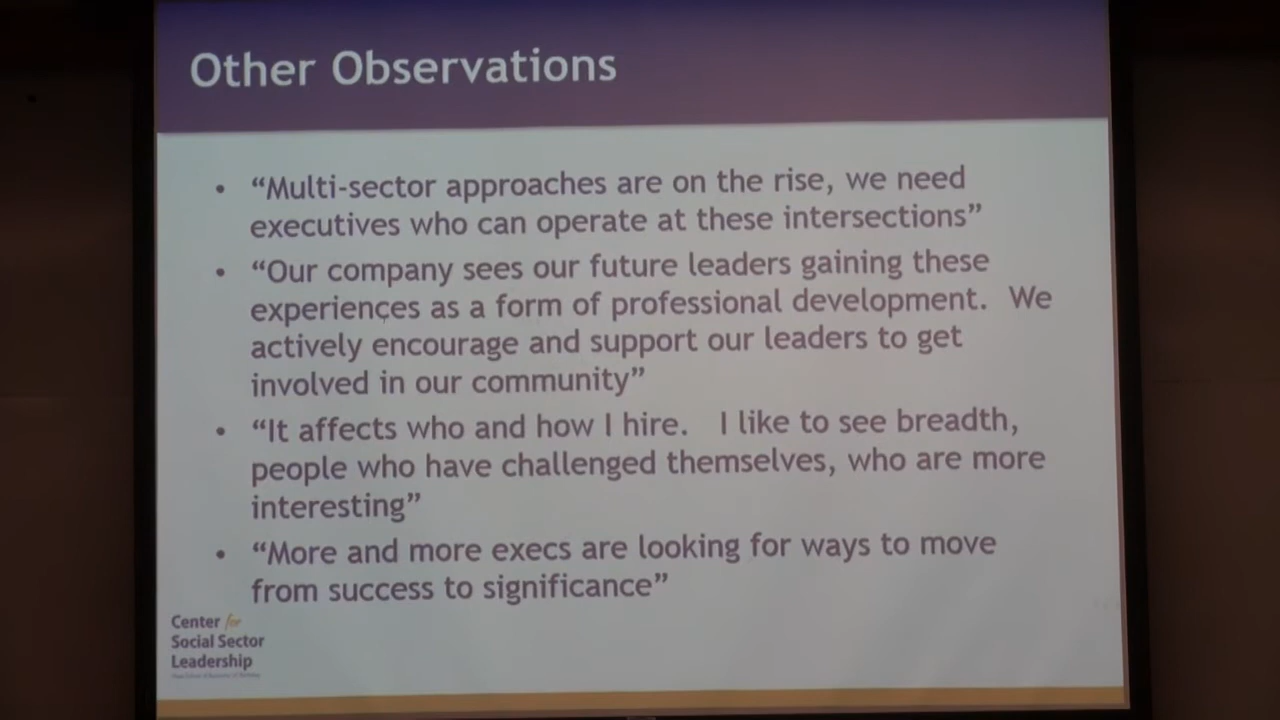 Other Observations
• “Multi-sector approaches are on the rise, we need
executives who can operate at these intersections”
• “Our company sees our future leaders gaining these
experiences as a form of professional development. We
actively encourage and support our leaders to get
involved in our community”
• “It affects who and how I hire. I like to see breadth,
people who have challenged themselves, who are more
interesting”
• “More and more execs are looking for ways to move
from success to significance”
Center for
Social Sector
Leadership